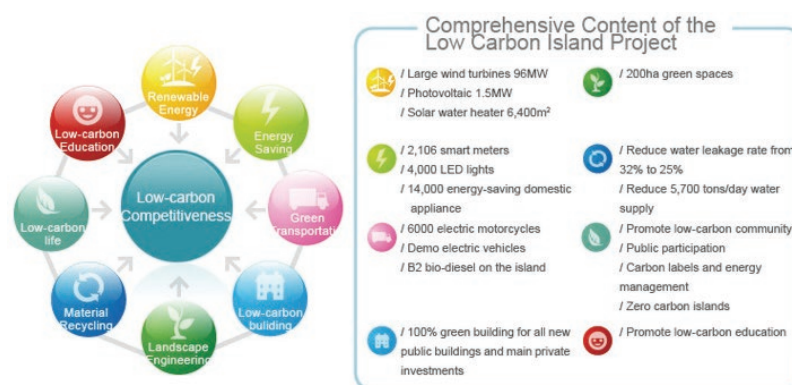 Renewable
Energy
Energy
Saving
Green
Transportati
Low-carbon
buliding
Landscape
Engineering
Material
Recycling
Low-carbon
life
Low-carbon
Education
Low-carbon
Competitiveness
Comprehensive Content of the
Low Carbon Island Project
/ Large wind turbines 96MW
/ Photovoltaic 1.5MW
/ Solar water heater 6,400m²
/ 2,106 smart meters
/ 4,000 LED lights
/ 14,000 energy-saving domestic
appliance
/ 6000 electric motorcycles
/ Demo electric vehicles
/ B2 bio-diesel on the island
/ 100% green building for all new
public buildings and main private
investments
/ 200ha green spaces
/ Reduce water leakage rate from
32% to 25%
/ Reduce 5,700 tons/day water
supply
/ Promote low-carbon community
/ Public participation
/ Carbon labels and energy
management
/ Zero carbon islands
/ Promote low-carbon education